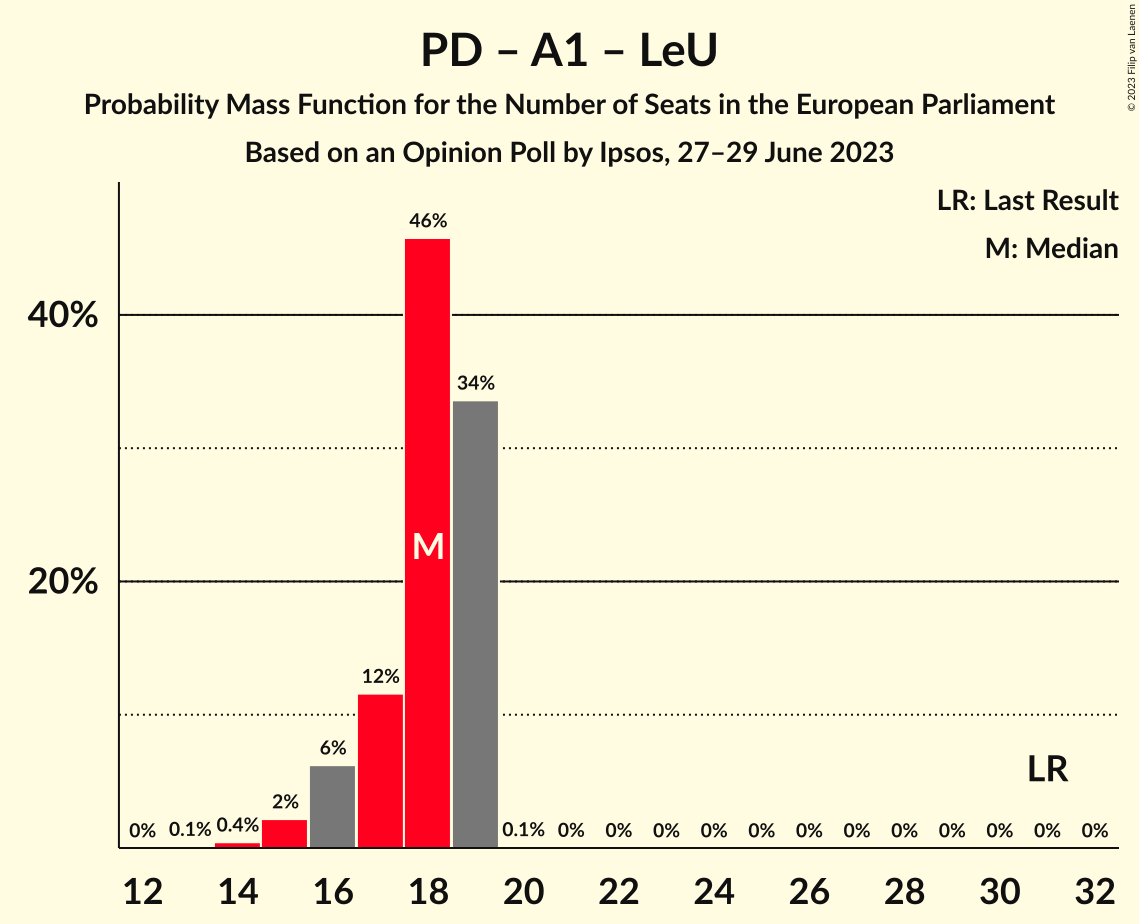 PD – A1 – LeU
Probability Mass Function for the Number of Seats in the European Parliament
Based on an Opinion Poll by Ipsos, 27–29 June 2023
© 2023 Filip van Laenen
LR: Last Result
M: Median
46%
40%
34%
M
20%
12%
6%
LR
2%
0% 0.1% 0.4% 0.1% 0% 0% 0% 0% 0% 0% 0% 0% 0% 0% 0% 0%
12 14 16 18 20 22 24 26 28 30 32